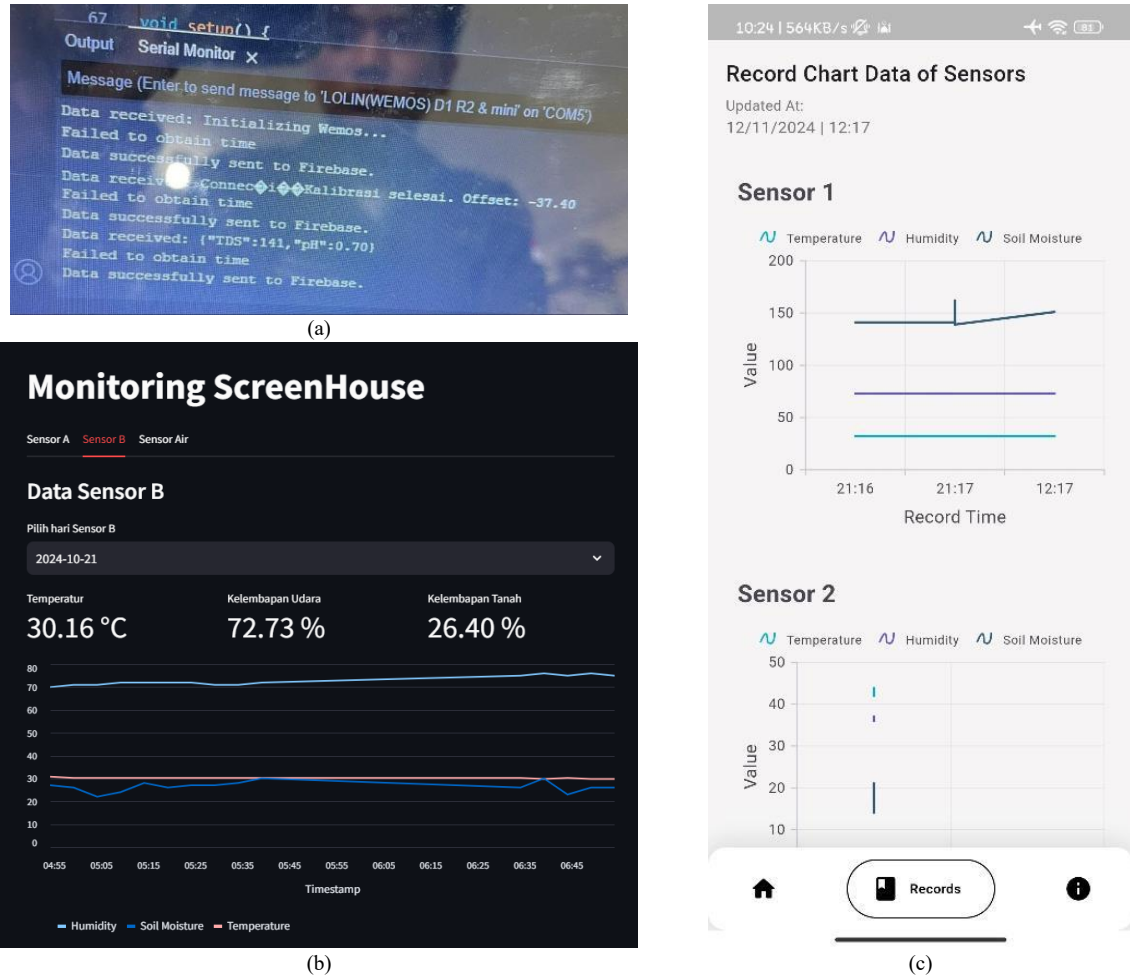 67 void setup() {
Output Serial Monitor
Message (Enter to send message to 'LOLIN(WEMOS) D1 R2 & mini' on 'COM5')
Data received: Initializing Wemos...
Failed to obtain time
Data successfully sent to Firebase.
Data Connec�i��Kalibrasi selesai. Offset: -37.40
Failed to obtain time
Data successfully sent to Firebase.
Data received: {"TDS":141,"pH":0.70}
Failed to obtain time
Data successfully sent to Firebase.
(a)
Monitoring ScreenHouse
Sensor A Sensor B Sensor Air
Data Sensor B
Pilih hari Sensor B
2024-10-21
Temperatur Kelembapan Udara Kelembapan Tanah
30.16 °C 72.73 % 26.40 %
80
70
60
50
40
30
20
10
0
04:55 05:05 05:15 05:25 05:35 05:45 05:55 06:05 06:15 06:25 06:35 06:45
Timestamp
Humidity Soil Moisture Temperature
(b)
10:24 | 564KB/s 81
Record Chart Data of Sensors
Updated At:
12/11/2024 | 12:17
Sensor 1
Temperature Humidity Soil Moisture
200
150
100
50
0
Value
21:16 21:17 12:17
Record Time
Sensor 2
Temperature Humidity Soil Moisture
50
40
30
20
10
Value
Records
(c)